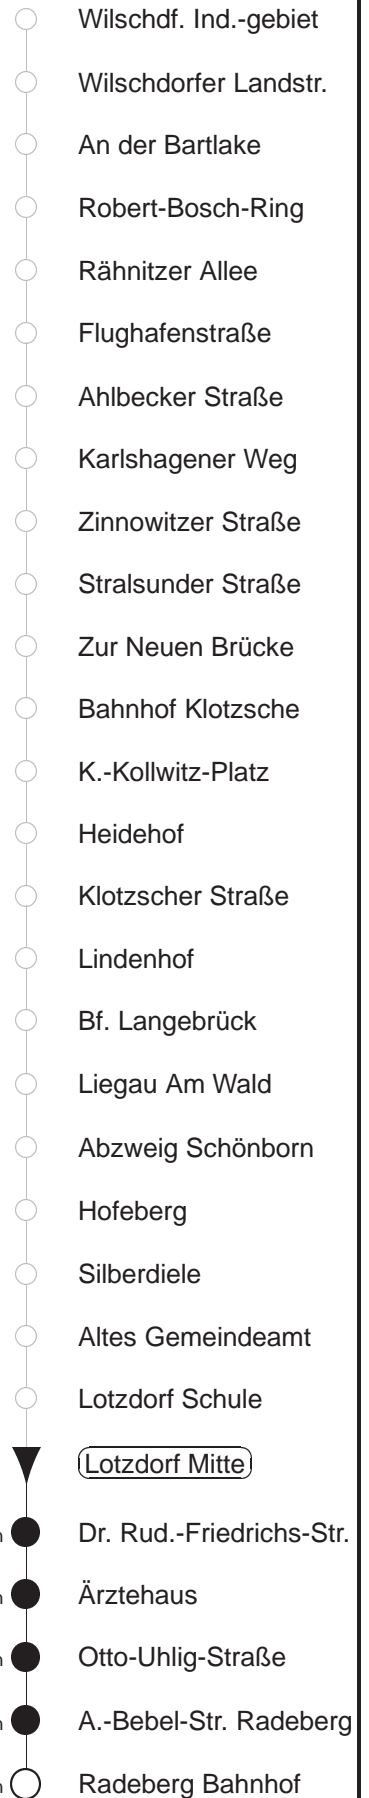 Wilschdf. Ind.-gebiet
Wilschdorfer Landstr.
An der Bartlake
Robert-Bosch-Ring
Rähnitzer Allee
Flughafenstraße
Ahlbecker Straße
Karlshagener Weg
Zinnowitzer Straße
Stralsunder Straße
Zur Neuen Brücke
Bahnhof Klotzsche
K.-Kollwitz-Platz
Heidehof
Klotzscher Straße
Lindenhof
Bf. Langebrück
Liegau Am Wald
Abzweig Schönborn
Hofeberg
Silberdiele
Altes Gemeindeamt
Lotzdorf Schule
Lotzdorf Mitte
Dr. Rud.-Friedrichs-Str.
Ärztehaus
Otto-Uhlig-Straße
A.-Bebel-Str. Radeberg
Radeberg Bahnhof